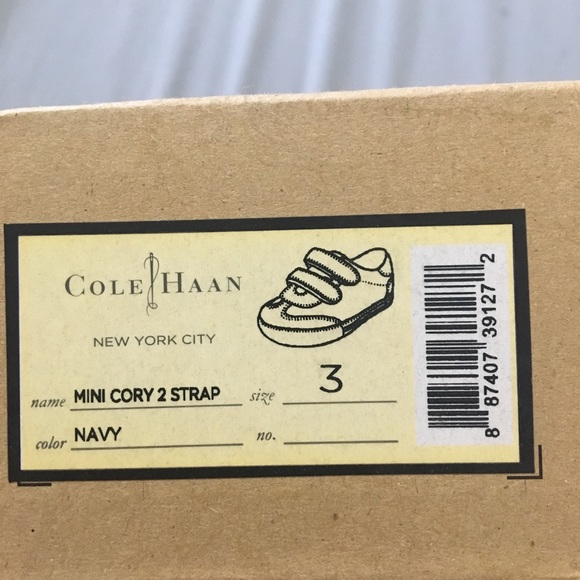 COLE HAAN
NEW YORK CITY
name MINI CORY 2 STRAP size 3
color NAVY no.
8 87407 39127 2